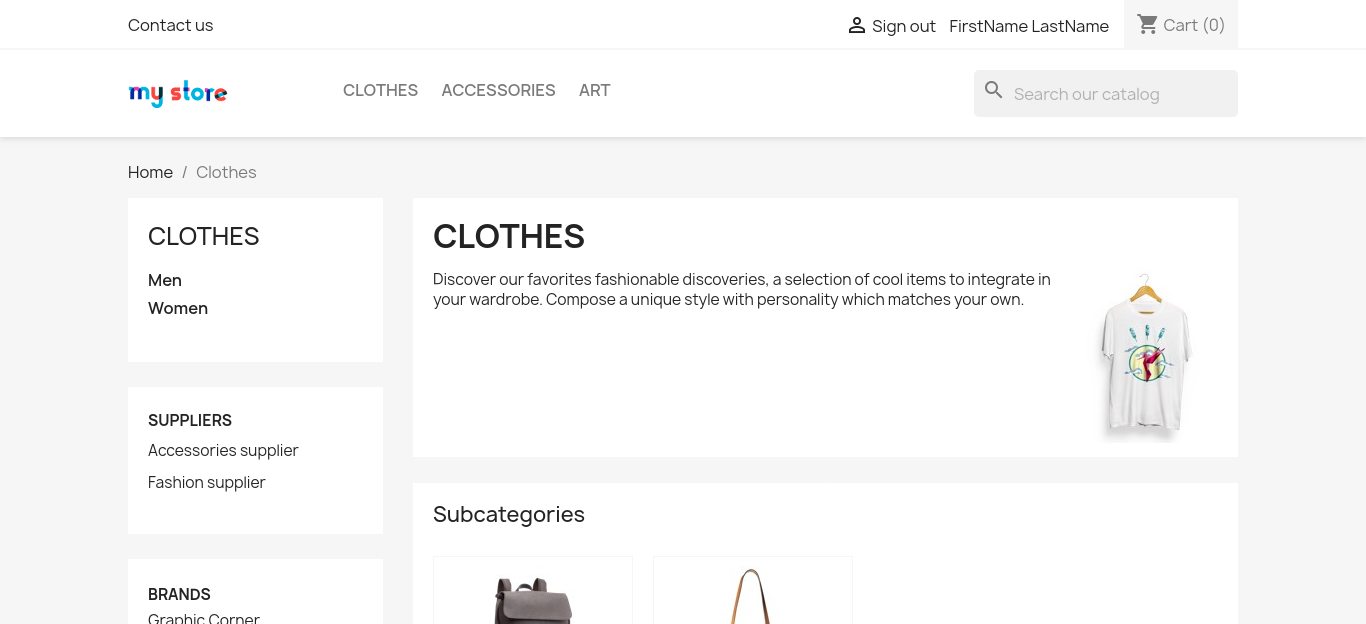 Contact us
Sign out FirstName LastName Cart (0)
my store
CLOTHES ACCESSORIES ART
Search our catalog
Home / Clothes
CLOTHES
Men
Women
SUPPLIERS
Accessories supplier
Fashion supplier
BRANDS
Graphic Corner
CLOTHES
Discover our favorites fashionable discoveries, a selection of cool items to integrate in
your wardrobe. Compose a unique style with personality which matches your own.
Subcategories